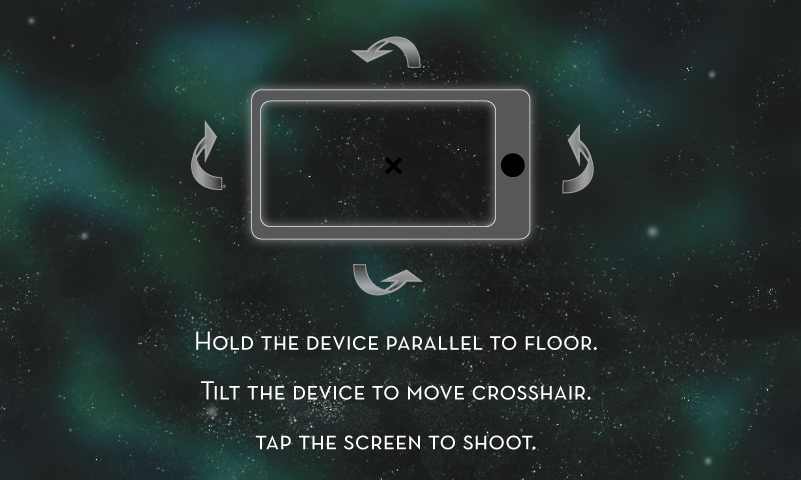 Hold the device parallel to floor.
Tilt the device to move crosshair.
tap the screen to shoot.